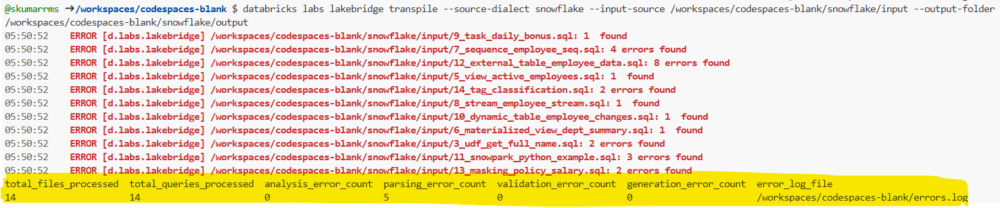 @skumarrms ➜/workspaces/codespaces-blank $ databricks labs lakebridge transpile --source-dialect snowflake --input-source /workspaces/codespaces-blank/snowflake/input --output-folder
/workspaces/codespaces-blank/snowflake/output
05:50:52 ERROR [d.labs.lakebridge] /workspaces/codespaces-blank/snowflake/input/9_task_daily_bonus.sql: 1 found
05:50:52 ERROR [d.labs.lakebridge] /workspaces/codespaces-blank/snowflake/input/7_sequence_employee_seq.sql: 4 errors found
05:50:52 ERROR [d.labs.lakebridge] /workspaces/codespaces-blank/snowflake/input/12_external_table_employee_data.sql: 8 errors found
05:50:52 ERROR [d.labs.lakebridge] /workspaces/codespaces-blank/snowflake/input/5_view_active_employees.sql: 1 found
05:50:52 ERROR [d.labs.lakebridge] /workspaces/codespaces-blank/snowflake/input/14_tag_classification.sql: 2 errors found
05:50:52 ERROR [d.labs.lakebridge] /workspaces/codespaces-blank/snowflake/input/8_stream_employee_stream.sql: 1 found
05:50:52 ERROR [d.labs.lakebridge] /workspaces/codespaces-blank/snowflake/input/10_dynamic_table_employee_changes.sql: 1 found
05:50:52 ERROR [d.labs.lakebridge] /workspaces/codespaces-blank/snowflake/input/6_materialized_view_dept_summary.sql: 1 found
05:50:52 ERROR [d.labs.lakebridge] /workspaces/codespaces-blank/snowflake/input/3_udf_get_full_name.sql: 2 errors found
05:50:52 ERROR [d.labs.lakebridge] /workspaces/codespaces-blank/snowflake/input/11_snowpark_python_example.sql: 3 errors found
05:50:52 ERROR [d.labs.lakebridge] /workspaces/codespaces-blank/snowflake/input/13_masking_policy_salary.sql: 2 errors found
total_files_processed total_queries_processed analysis_error_count parsing_error_count validation_error_count generation_error_count error_log_file
14 14 0 5 0 0 /workspaces/codespaces-blank/errors.log